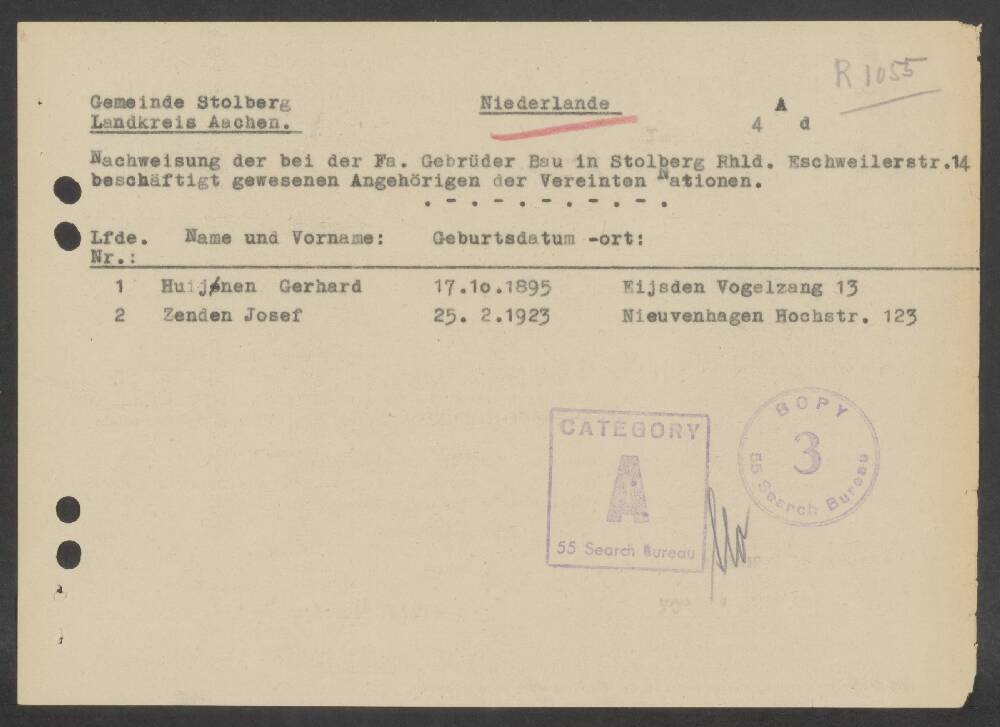 R 1055
Gemeinde Stolberg Niederlande A
Landkreis Aachen. 4 d
Nachweisung der bei der Fa. Gebrüder Bau in Stolberg Rhld. Eschweilerstr.14
beschäftigt gewesenen Angehörigen der Vereinten Nationen.
. - . - . - . - . - .
Lfde. Name und Vorname: Geburtsdatum -ort:
Nr.:
1 Huijnen Gerhard 17.10.1895 Eijsden Vogelzang 13
2 Zenden Josef 25. 2.1923 Nieuvenhagen Hochstr. 123
CATEGORY
A
55 Search Bureau
COPY
3
55 Search Bureau